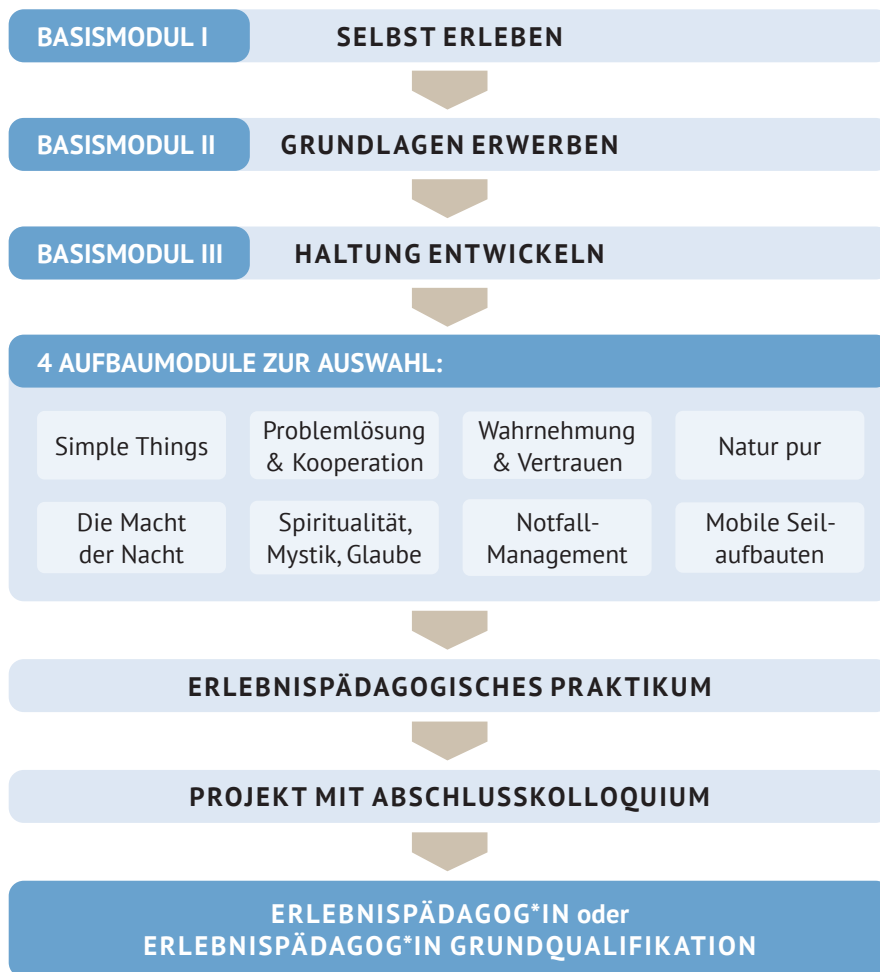 BASISMODUL I SELBST ERLEBEN
BASISMODUL II GRUNDLAGEN ERWERBEN
BASISMODUL III HALTUNG ENTWICKELN
4 AUFBAUMODULE ZUR AUSWAHL:
Simple Things
Problemlösung
& Kooperation
Wahrnehmung
& Vertrauen
Natur pur
Die Macht
der Nacht
Spiritualität,
Mystik, Glaube
Notfall-
Management
Mobile Seil-
aufbauten
ERLEBNISPÄDAGOGISCHES PRAKTIKUM
PROJEKT MIT ABSCHLUSSKOLLOQUIUM
ERLEBNISPÄDAGOG*IN oder
ERLEBNISPÄDAGOG*IN GRUNDQUALIFIKATION